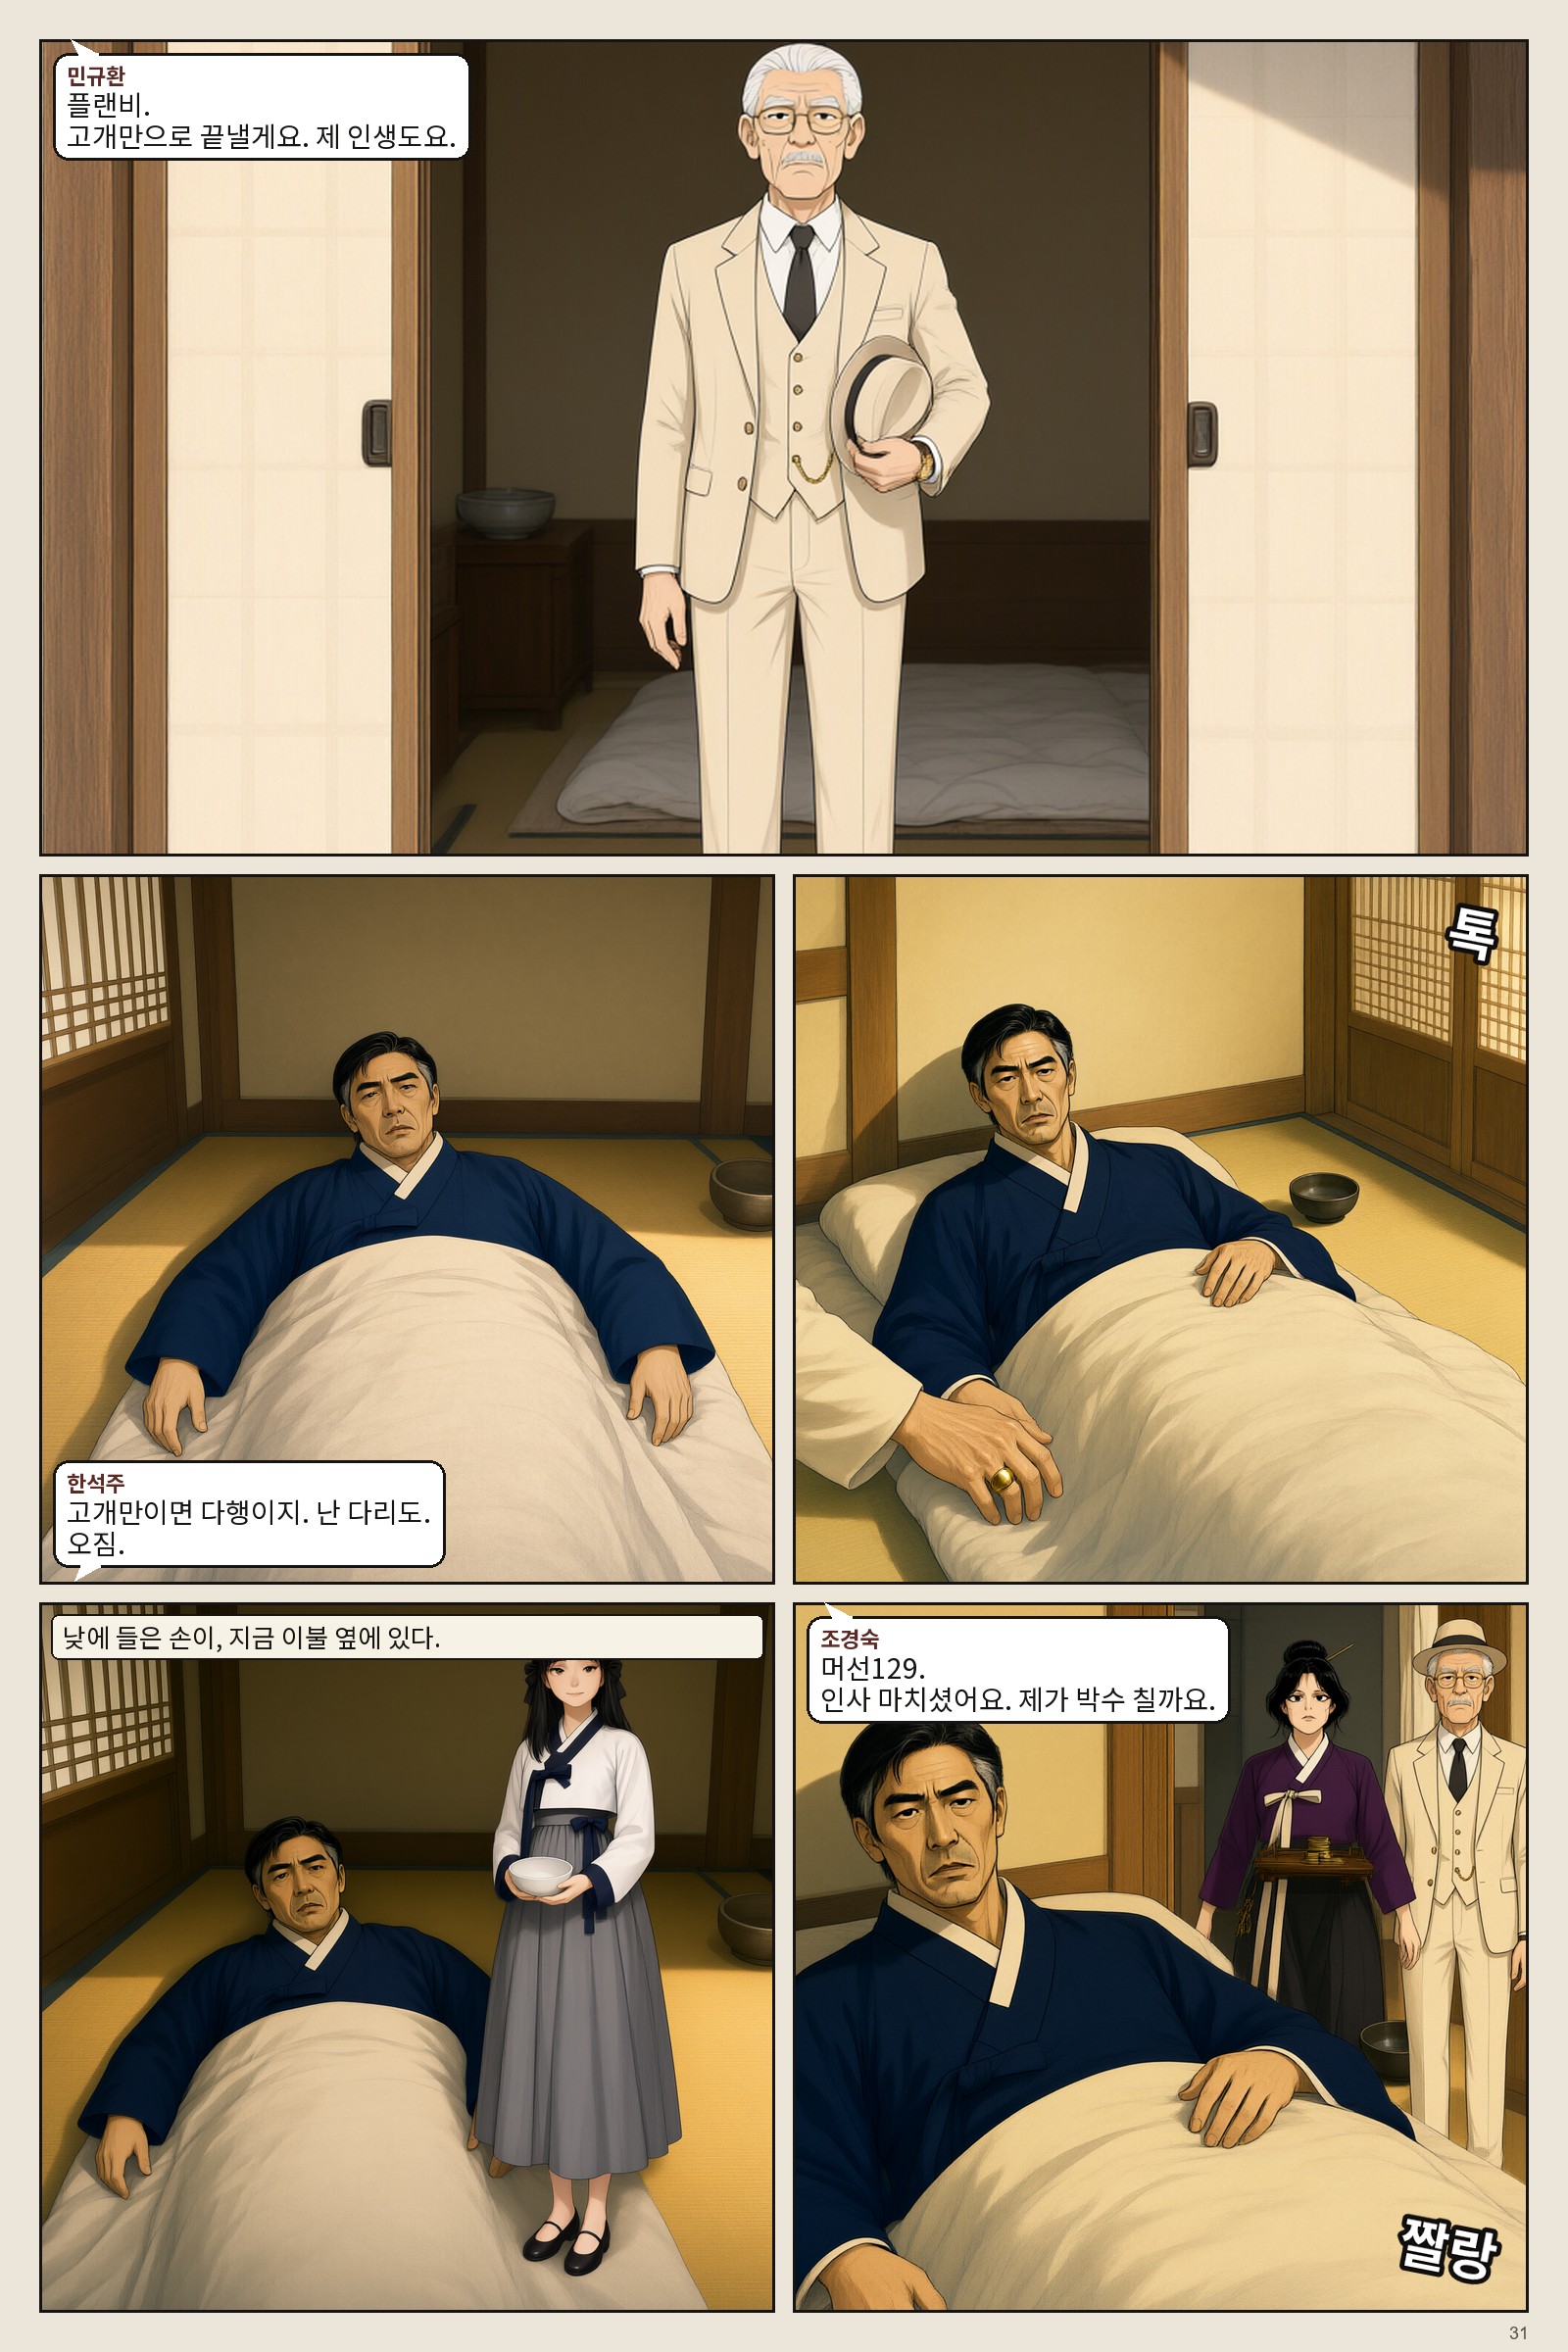 민규환
플랜비.
고개만으로 끝낼게요. 제 인생도요.
한석주
고개만이면 다행이지. 난 다리도.
오짐.
톡
낮에 들은 손이, 지금 이불 옆에 있다.
조경숙
머선129.
인사 마치셨어요. 제가 박수 칠까요.
짤랑
31